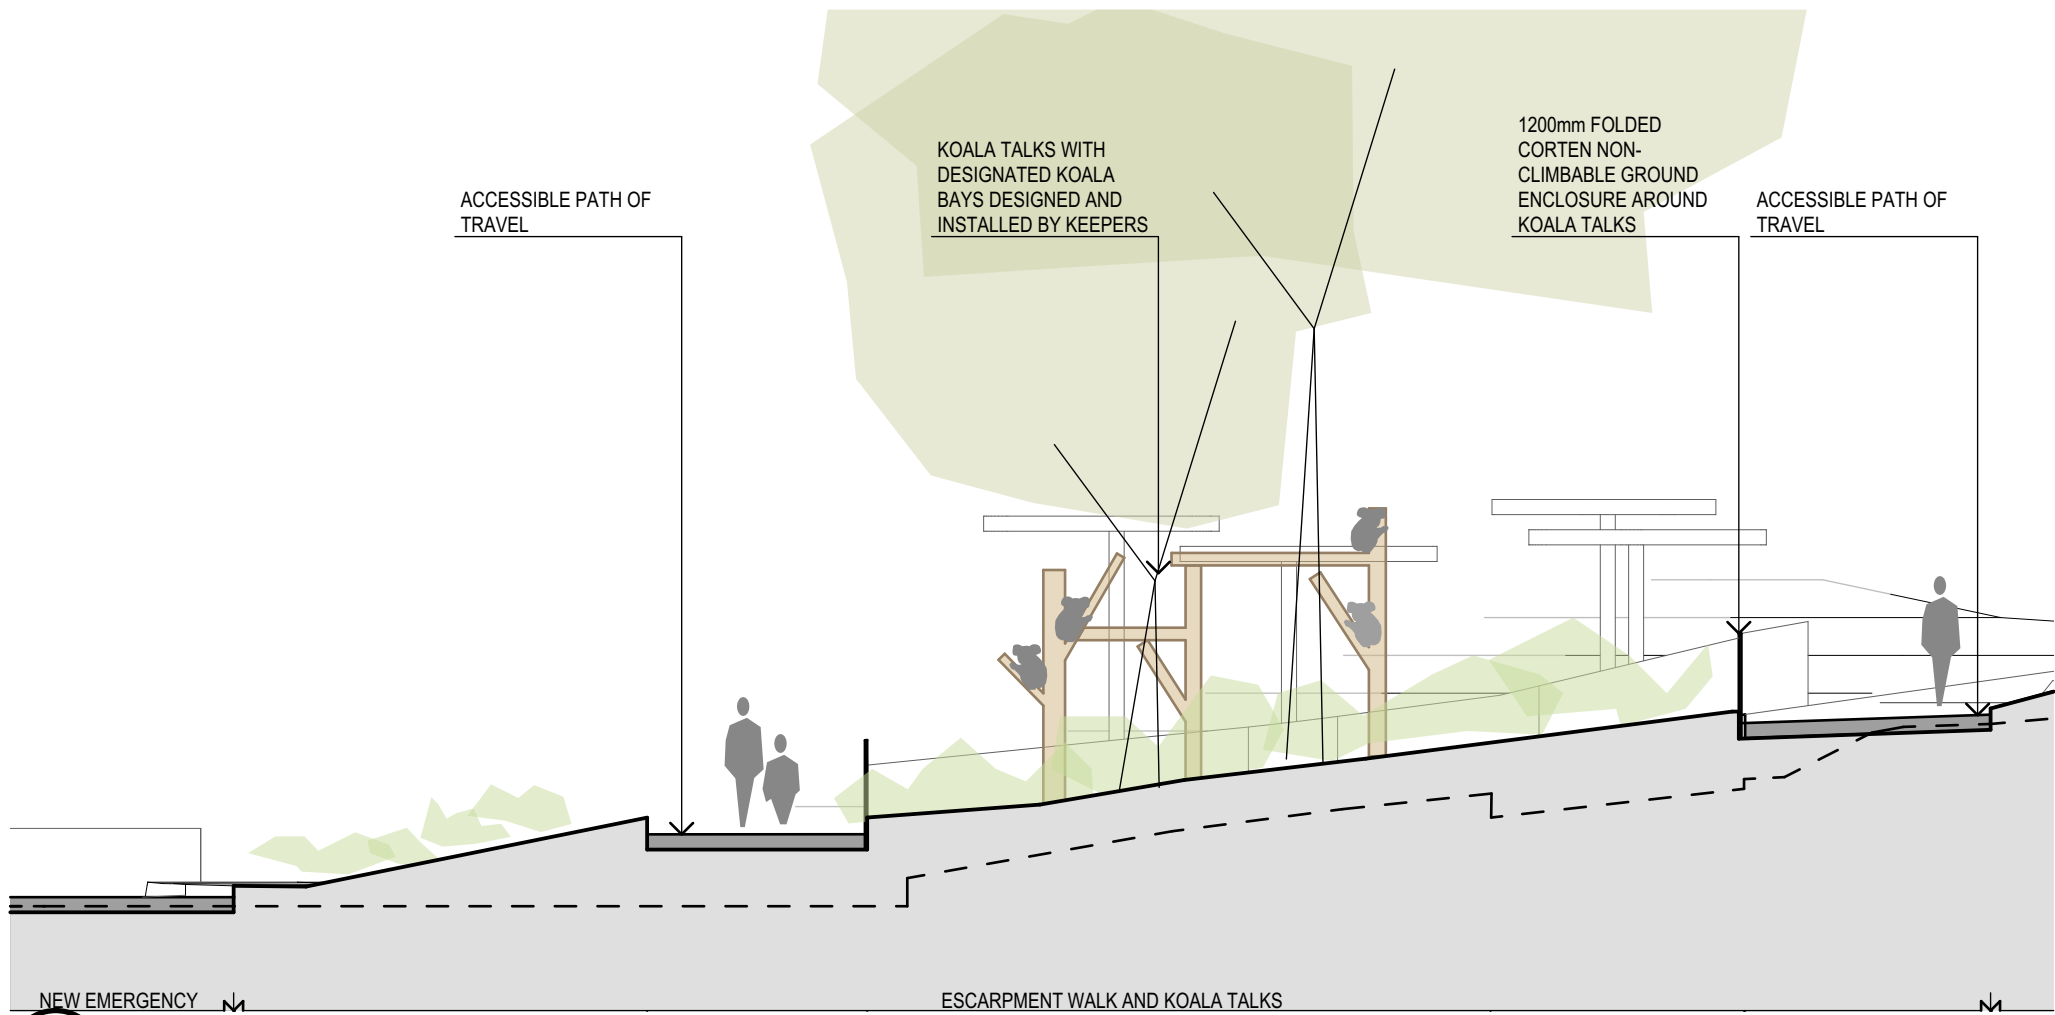 ACCESSIBLE PATH OF
TRAVEL
KOALA TALKS WITH
DESIGNATED KOALA
BAYS DESIGNED AND
INSTALLED BY KEEPERS
1200mm FOLDED
CORTEN NON-
CLIMBABLE GROUND
ENCLOSURE AROUND
KOALA TALKS
ACCESSIBLE PATH OF
TRAVEL
NEW EMERGENCY
ESCARPMENT WALK AND KOALA TALKS